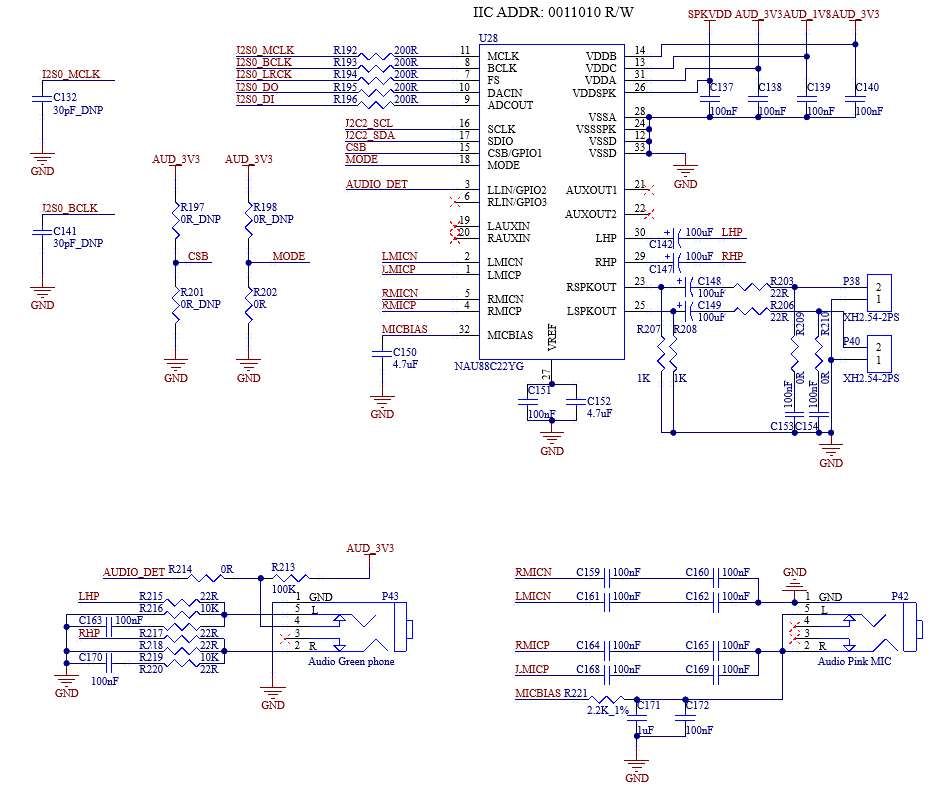 IIC ADDR: 0011010 R/W
SPKVDD AUD_3V3 AUD_1V8 AUD_3V3
U28
I2S0_MCLK R192 200R 11 MCLK
I2S0_BCLK R193 200R 8 BCLK
I2S0_LRCK R194 200R 7 FS
I2S0_DO R195 200R 10 DACIN
I2S0_DI R196 200R 9 ADCOUT
I2C2_SCL 16 SCLK
I2C2_SDA 17 SDIO
CSB 15 CSB/GPIO1
MODE 18 MODE
AUDIO_DET 3 LLIN/GPIO2
6 RLIN/GPIO3
19 LAUXIN
20 RAUXIN
LMICN 2 LMICN
LMICP 1 LMICP
RMICN 5 RMICN
RMICP 4 RMICP
MICBIAS 32 MICBIAS
C150
4.7uF
GND
VDDB 14
VDDC 13
VDDA 31
VDDSPK 26
VSSA 28
VSSSPK 24
VSSD 12
VSSD 33
AUXOUT1 21
AUXOUT2 22
LHP 30
RHP 29
RSPKOUT 23
LSPKOUT 25
VREF
27
NAU88C22YG
C137
100nF
C138
100nF
C139
100nF
C140
100nF
GND
+ 100uF LHP
C142
+ 100uF RHP
C147
+ C148
100uf
R203
22R
+ C149
100uf
R206
22R
R207
1K
R208
1K
R209
0R
R210
0R
100nF
C153
100nF
C154
P38
2
1
XH2.54-2PS
P40
2
1
XH2.54-2PS
GND
C151
100nF
C152
4.7uF
GND
I2S0_MCLK
C132
30pF_DNP
GND
I2S0_BCLK
C141
30pF_DNP
GND
AUD_3V3
R197
0R_DNP
CSB
R201
0R_DNP
GND
AUD_3V3
R198
0R_DNP
MODE
R202
0R
GND
AUD_3V3
AUDIO_DET R214 0R
R213
100K
LHP R215 22R
R216 10K
C163 100nF
RHP R217 22R
R218 22R
C170 R219 10K
100nF R220 22R
GND
GND
P43
1 GND
5 L
4
3
2 R
Audio Green phone
RMICN C159 100nF C160 100nF
LMICN C161 100nF C162 100nF
RMICP C164 100nF C165 100nF
LMICP C168 100nF C169 100nF
MICBIAS R221
2.2K_1%
C171
1uF
C172
100nF
GND
GND
P42
1 GND
5 L
4
3
2 R
Audio Pink MIC